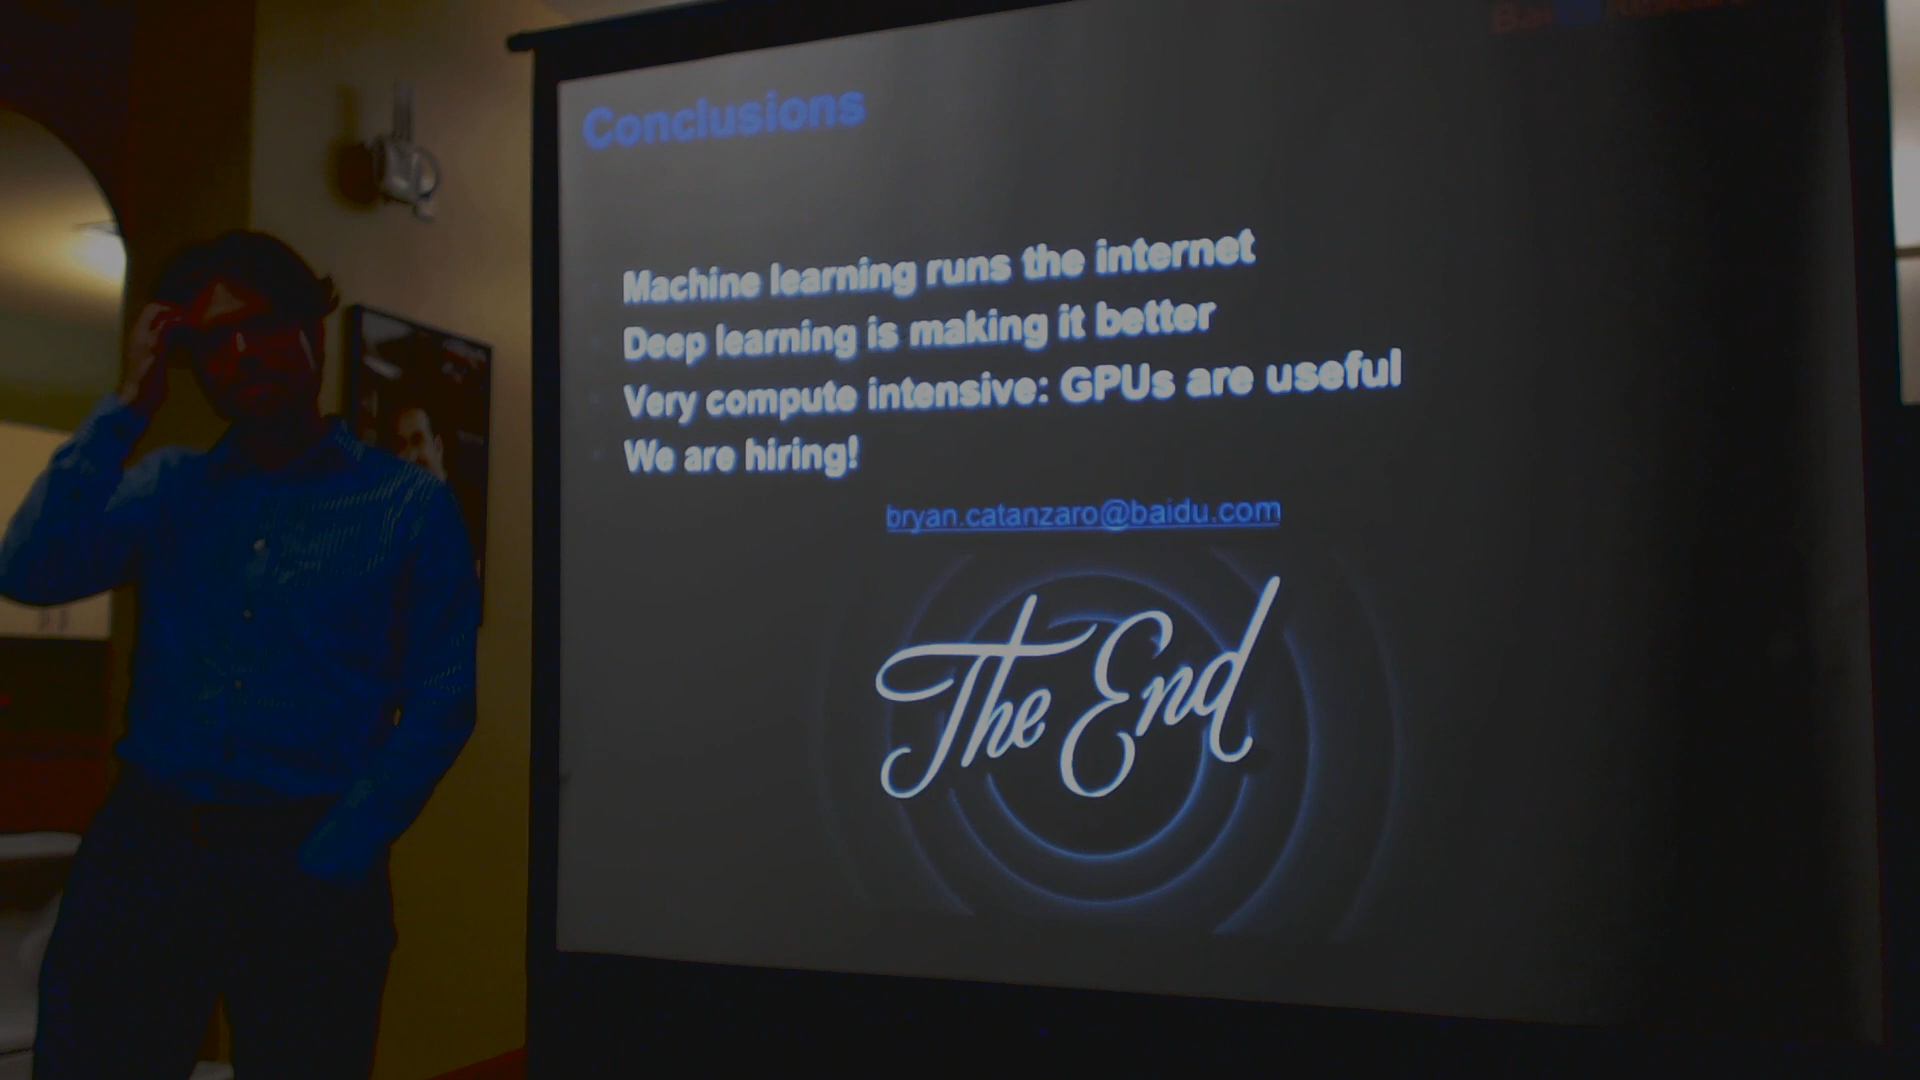 Conclusions
Machine learning runs the internet
Deep learning is making it better
Very compute intensive: GPUs are useful
We are hiring!
bryan.catanzaro@baidu.com
The End